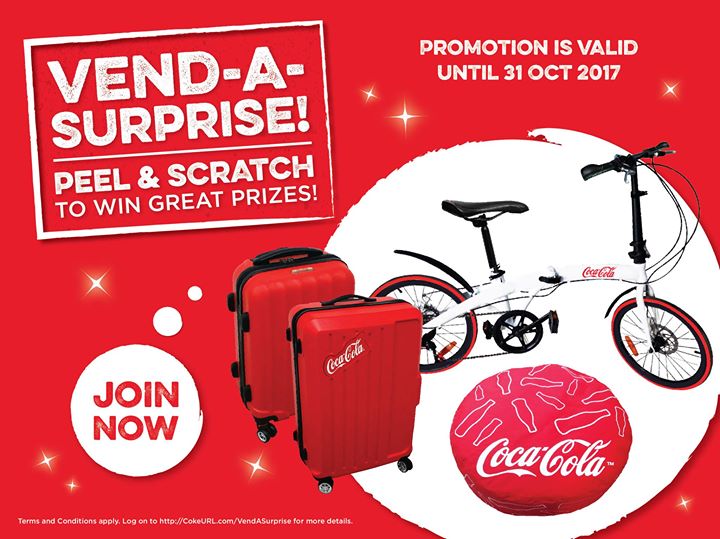 VEND-A-
SURPRISE!
PEEL & SCRATCH
TO WIN GREAT PRIZES!
PROMOTION IS VALID
UNTIL 31 OCT 2017
Coca-Cola
Coca-Cola
Coca-Cola™
JOIN
NOW
Terms and Conditions apply. Log on to http://CokeURL.com/VendASurprise for more details.